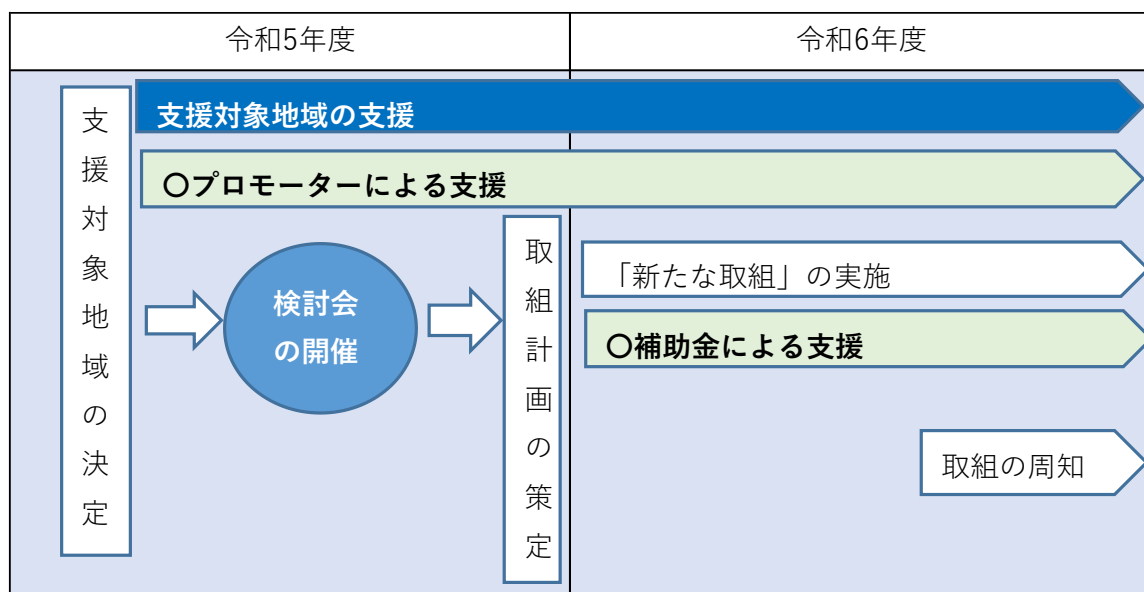 令和5年度
令和6年度
支援対象地域の決定
支援対象地域の支援
〇プロモーターによる支援
検討会
の開催
取組計画の策定
「新たな取組」の実施
〇補助金による支援
取組の周知